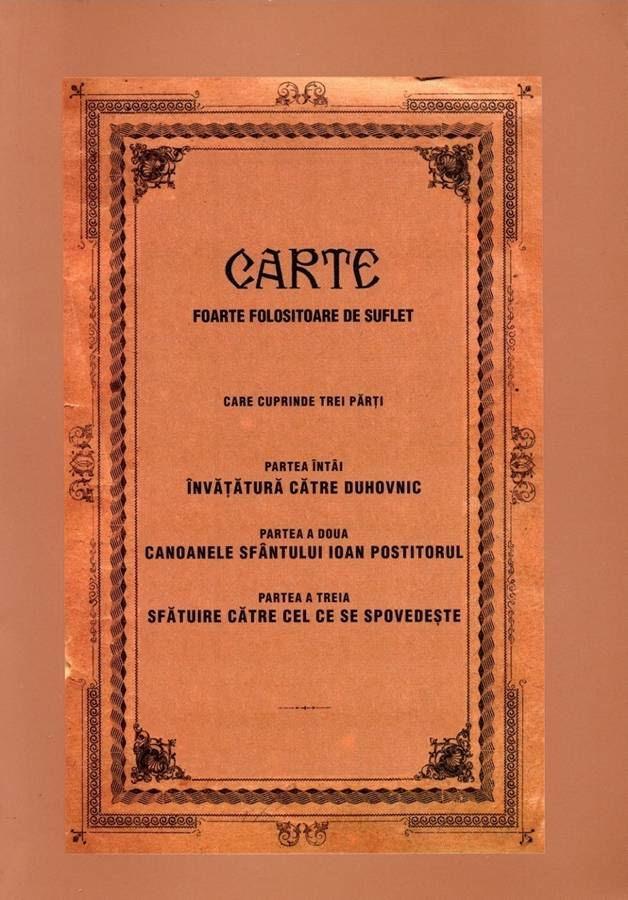 CARTE
FOARTE FOLOSITOARE DE SUFLET
CARE CUPRINDE TREI PĂRȚI
PARTEA ÎNTÂI
ÎNVĂȚĂTURĂ CĂTRE DUHOVNIC
PARTEA A DOUA
CANOANELE SFÂNTULUI IOAN POSTITORUL
PARTEA A TREIA
SFĂTUIRE CĂTRE CEL CE SE SPOVEDEȘTE